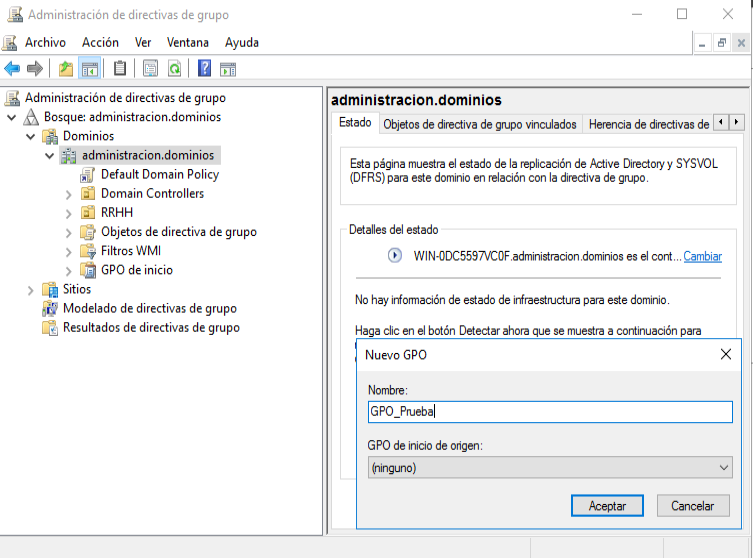 Administración de directivas de grupo
Archivo Acción Ver Ventana Ayuda
Administración de directivas de grupo
Bosque: administracion.dominios
Dominios
administracion.dominios
Default Domain Policy
Domain Controllers
RRHH
Objetos de directiva de grupo
Filtros WMI
GPO de inicio
Sitios
Modelado de directivas de grupo
Resultados de directivas de grupo
administracion.dominios
Estado Objetos de directiva de grupo vinculados Herencia de directivas de
Esta página muestra el estado de la replicación de Active Directory y SYSVOL
(DFRS) para este dominio en relación con la directiva de grupo.
Detalles del estado
WIN-0DC5597VC0F.administracion.dominios es el cont... Cambiar
No hay información de estado de infraestructura para este dominio.
Haga clic en el botón Detectar ahora que se muestra a continuación para
Nuevo GPO
Nombre:
GPO_Prueba
GPO de inicio de origen:
(ninguno)
Aceptar Cancelar